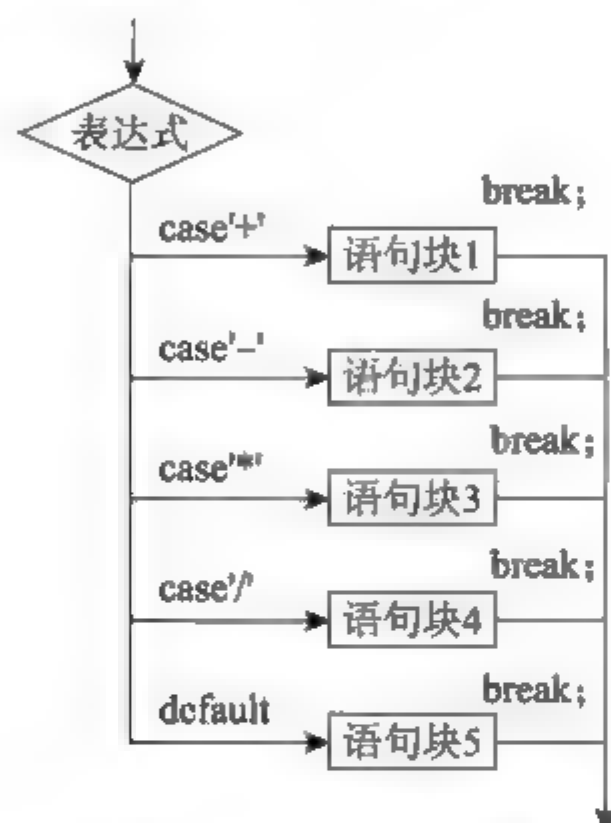 表达式
break;
case'+'
语句块1
break;
case'-'
语句块2
break;
case'*'
语句块3
break;
case'/'
语句块4
break;
default
语句块5